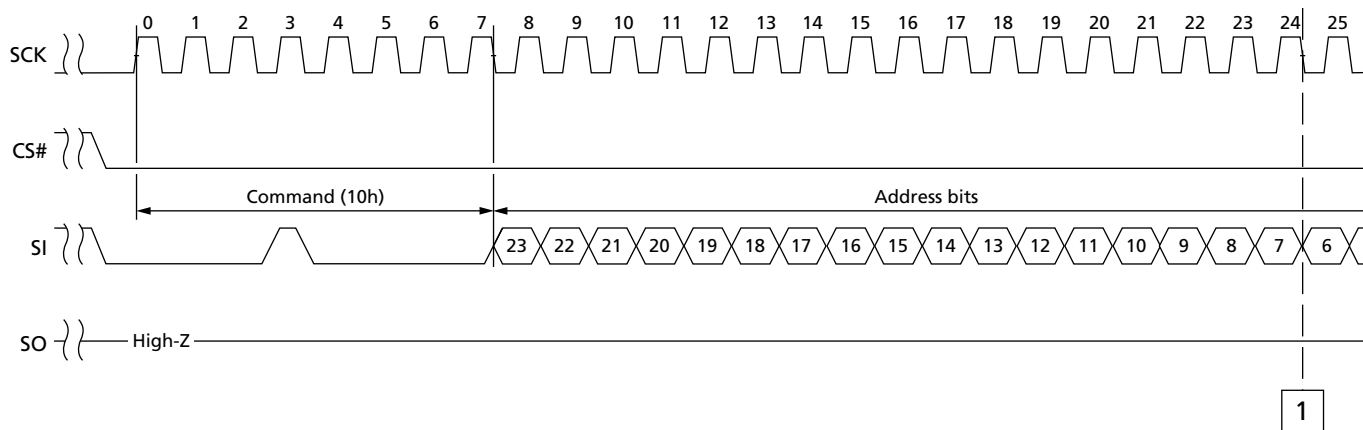 0 1 2 3 4 5 6 7 8 9 10 11 12 13 14 15 16 17 18 19 20 21 22 23 24 25
SCK
CS#
Command (10h) Address bits
SI 23 22 21 20 19 18 17 16 15 14 13 12 11 10 9 8 7 6
SO High-Z
1